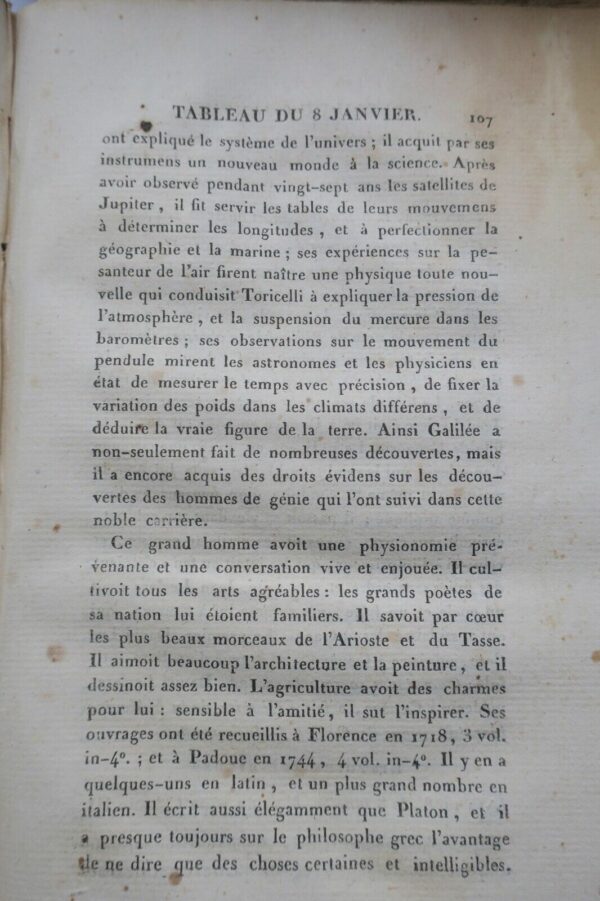 TABLEAU DU 8 JANVIER. 107
ont expliqué le système de l'univers ; il acquit par ses
instrumens un nouveau monde à la science. Après
avoir observé pendant vingt-sept ans les satellites de
Jupiter , il fit servir les tables de leurs mouvemens
à déterminer les longitudes , et à perfectionner la
géographie et la marine ; ses expériences sur la pe-
santeur de l'air firent naître une physique toute nou-
velle qui conduisit Toricelli à expliquer la pression de
l'atmosphère , et la suspension du mercure dans les
baromètres ; ses observations sur le mouvement du
pendule mirent les astronomes et les physiciens en
état de mesurer le temps avec précision , de fixer la
variation des poids dans les climats différens , et de
déduire la vraie figure de la terre. Ainsi Galilée a
non-seulement fait de nombreuses découvertes, mais
il a encore acquis des droits évidens sur les décou-
vertes des hommes de génie qui l'ont suivi dans cette
noble carrière.
Ce grand homme avoit une physionomie pré-
venante et une conversation vive et enjouée. Il cul-
tivoit tous les arts agréables : les grands poètes de
sa nation lui étoient familiers. Il savoit par cœur
les plus beaux morceaux de l'Arioste et du Tasse.
Il aimoit beaucoup l'architecture et la peinture , et il
dessinoit assez bien. L'agriculture avoit des charmes
pour lui : sensible à l'amitié, il sut l'inspirer. Ses
ouvrages ont été recueillis à Florence en 1718, 3 vol.
in-4°. ; et à Padoue en 1744 , 4 vol. in-4°. Il y en a
quelques-uns en latin , et un plus grand nombre en
italien. Il écrit aussi élégamment que Platon , et il
a presque toujours sur le philosophe grec l'avantage
de ne dire que des choses certaines et intelligibles.